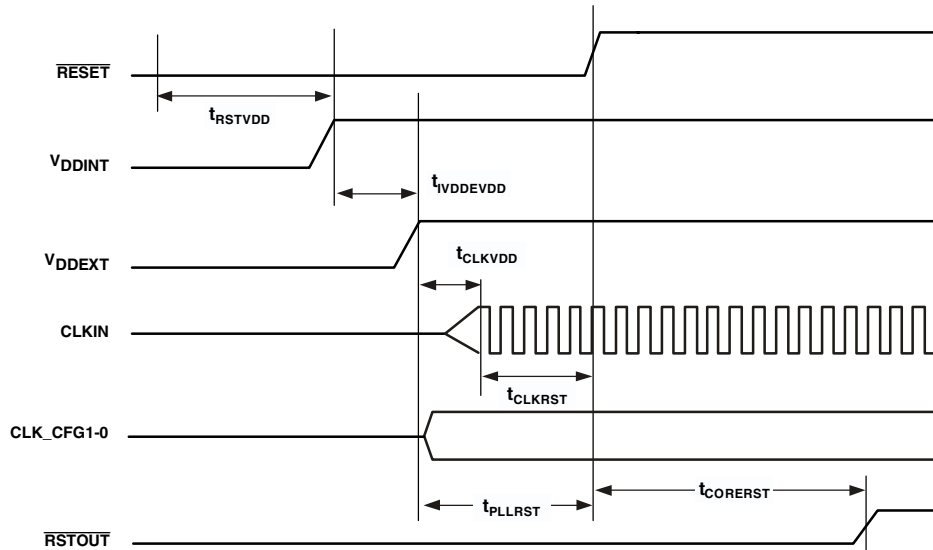 RESET
tRSTVDD
VDDINT
tIVDDEVDD
VDDEXT
tCLKVDD
CLKIN
tCLKRST
CLK_CFG1-0
tCORERST
tPLLRST
RSTOUT